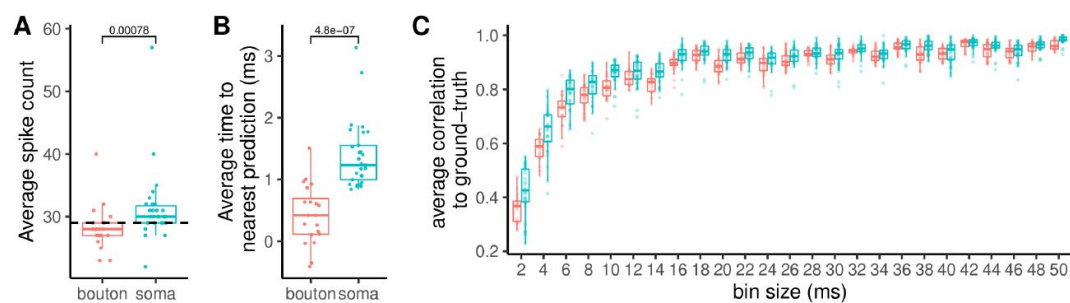 A
Average spike count
60
50
40
30
0.00078
bouton soma
B
Average time to
nearest prediction (ms)
3
2
1
0
4.8e−07
bouton soma
C
average correlation
to ground−truth
1.0
0.8
0.6
0.4
0.2
2 4 6 8 10 12 14 16 18 20 22 24 26 28 30 32 34 36 38 40 42 44 46 48 50
bin size (ms)